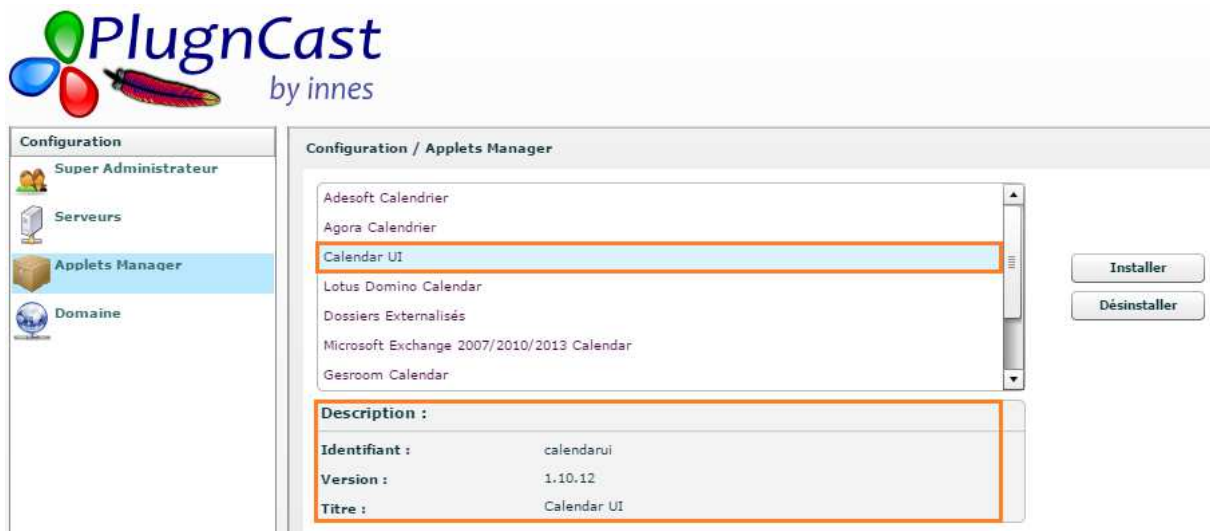 PlugnCast
by innes
Configuration
Super Administrateur
Serveurs
Applets Manager
Domaine
Configuration / Applets Manager
Adesoft Calendrier
Agora Calendrier
Calendar UI
Lotus Domino Calendar
Dossiers Externalisés
Microsoft Exchange 2007/2010/2013 Calendar
Gesroom Calendar
Installer
Désinstaller
Description :
Identifiant : calendarui
Version : 1.10.12
Titre : Calendar UI